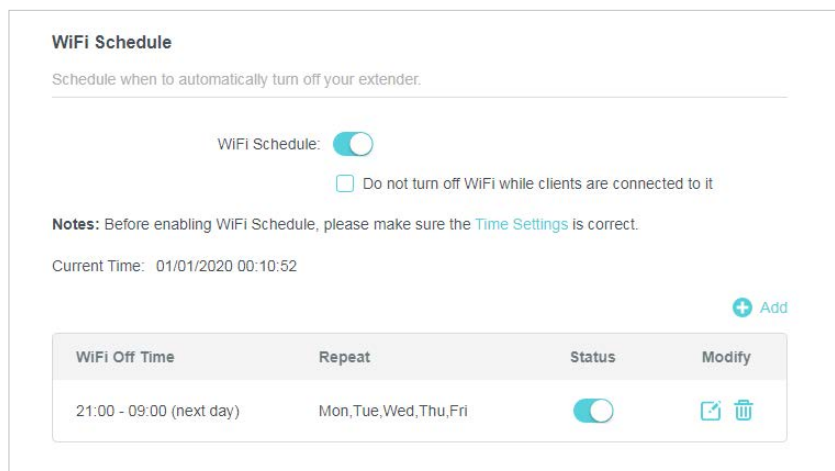 WiFi Schedule
Schedule when to automatically turn off your extender.
WiFi Schedule:
Do not turn off WiFi while clients are connected to it
Notes: Before enabling WiFi Schedule, please make sure the Time Settings is correct.
Current Time: 01/01/2020 00:10:52
Add
WiFi Off Time Repeat Status Modify
21:00 - 09:00 (next day) Mon,Tue,Wed,Thu,Fri